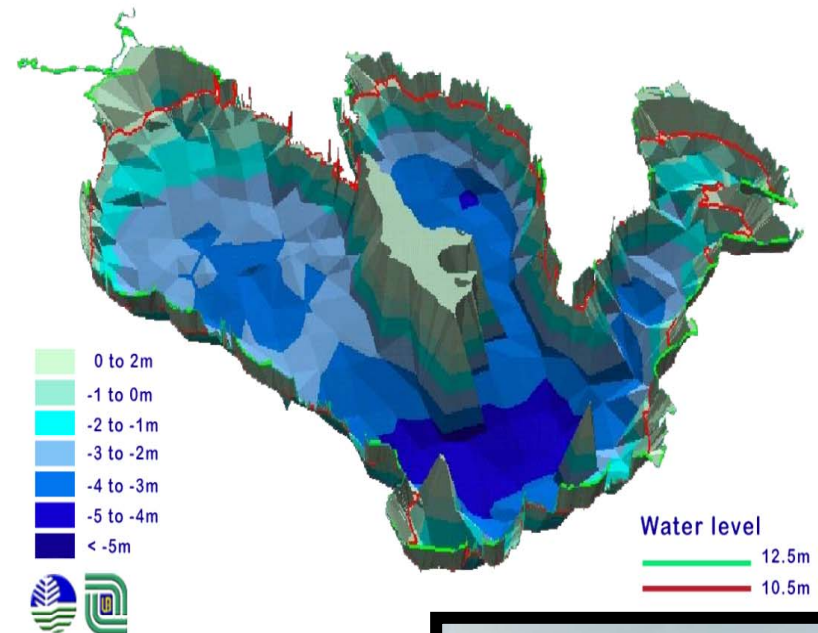 0 to 2m
-1 to 0m
-2 to -1m
-3 to -2m
-4 to -3m
-5 to -4m
< -5m
Water level
12.5m
10.5m